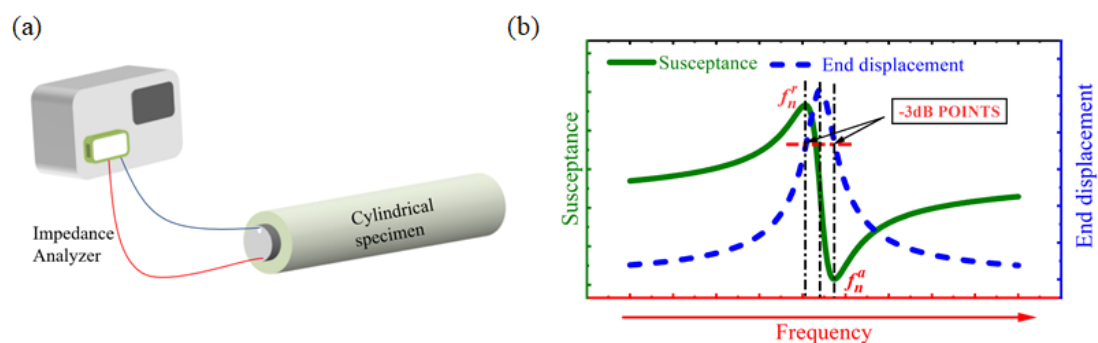 (a)
Impedance
Analyzer
Cylindrical
specimen
(b)
Susceptance
End displacement
f_n^r
-3dB POINTS
f_n^a
Susceptance
End displacement
Frequency